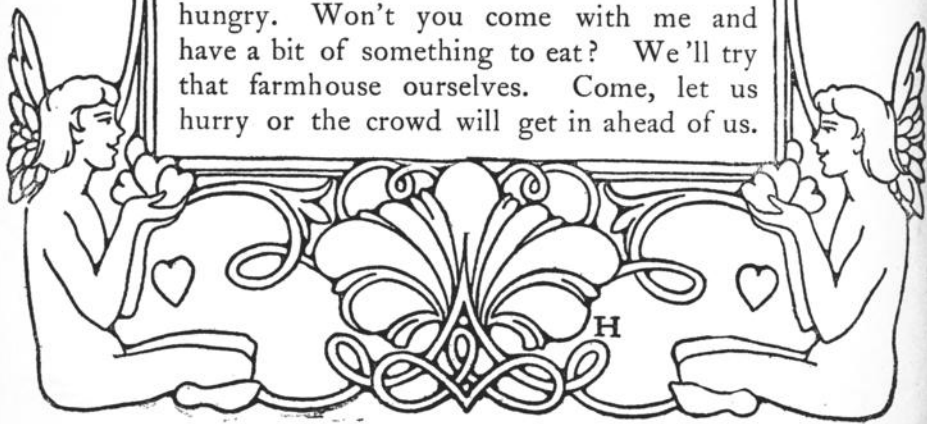 hungry. Won't you come with me and
have a bit of something to eat? We'll try
that farmhouse ourselves. Come, let us
hurry or the crowd will get in ahead of us.
H